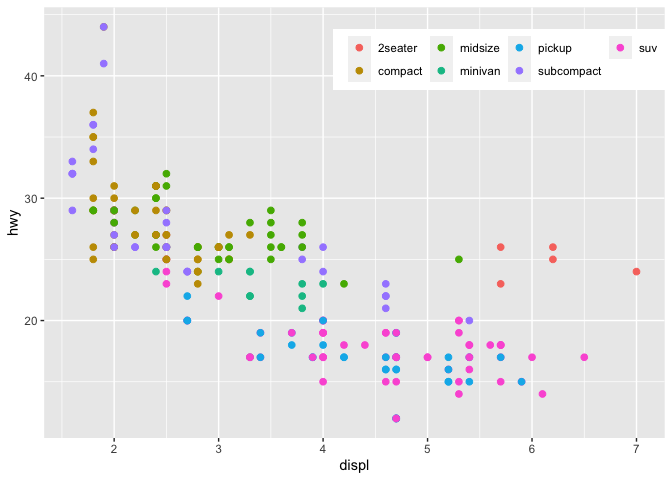 2seater midsize pickup suv
compact minivan subcompact
40
30
20
hwy
2 3 4 5 6 7
displ